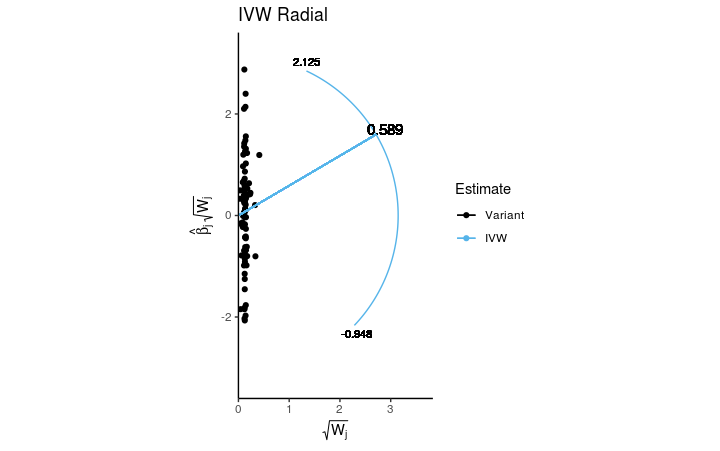 IVW Radial
2.125
0.589
-0.948
2
0
-2
β̂ⱼ√Wⱼ
0
1
2
3
√Wⱼ
Estimate
Variant
IVW